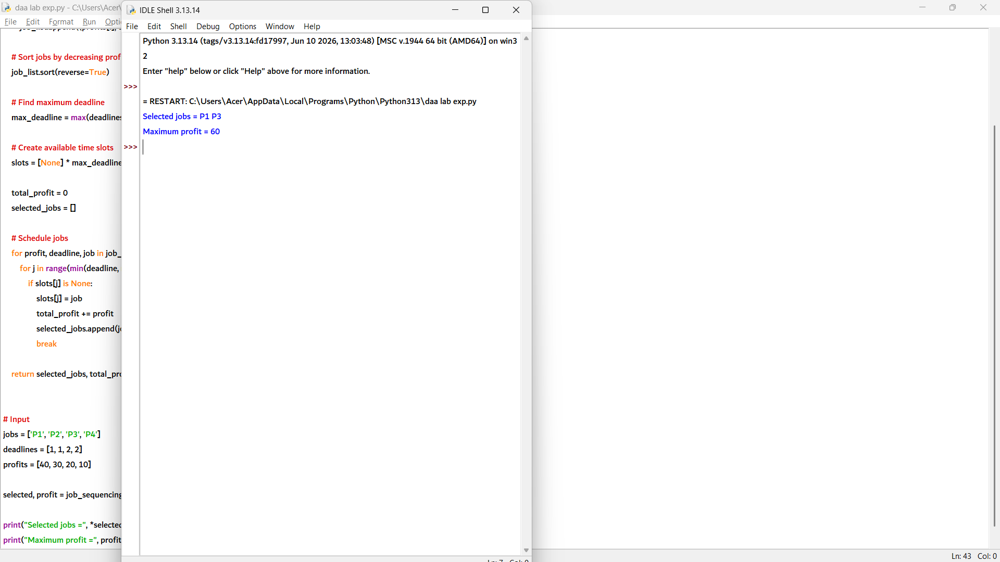 daa lab exp.py - C:\Users\Acer\
File Edit Format Run Opti
# Sort jobs by decreasing prof
job_list.sort(reverse=True)
# Find maximum deadline
max_deadline = max(deadlines
# Create available time slots
slots = [None] * max_deadline
total_profit = 0
selected_jobs = []
# Schedule jobs
for profit, deadline, job in job_
for j in range(min(deadline,
if slots[j] is None:
slots[j] = job
total_profit += profit
selected_jobs.append(j
break
return selected_jobs, total_pro
# Input
jobs = ['P1', 'P2', 'P3', 'P4']
deadlines = [1, 1, 2, 2]
profits = [40, 30, 20, 10]
selected, profit = job_sequencing
print("Selected jobs =", *selected
print("Maximum profit =", profit
IDLE Shell 3.13.14
File Edit Shell Debug Options Window Help
Python 3.13.14 (tags/v3.13.14:fd17997, Jun 10 2026, 13:03:48) [MSC v.1944 64 bit (AMD64)] on win3
2
Enter "help" below or click "Help" above for more information.
>>>
= RESTART: C:\Users\Acer\AppData\Local\Programs\Python\Python313\daa lab exp.py
Selected jobs = P1 P3
Maximum profit = 60
>>>
Ln: 43 Col: 0